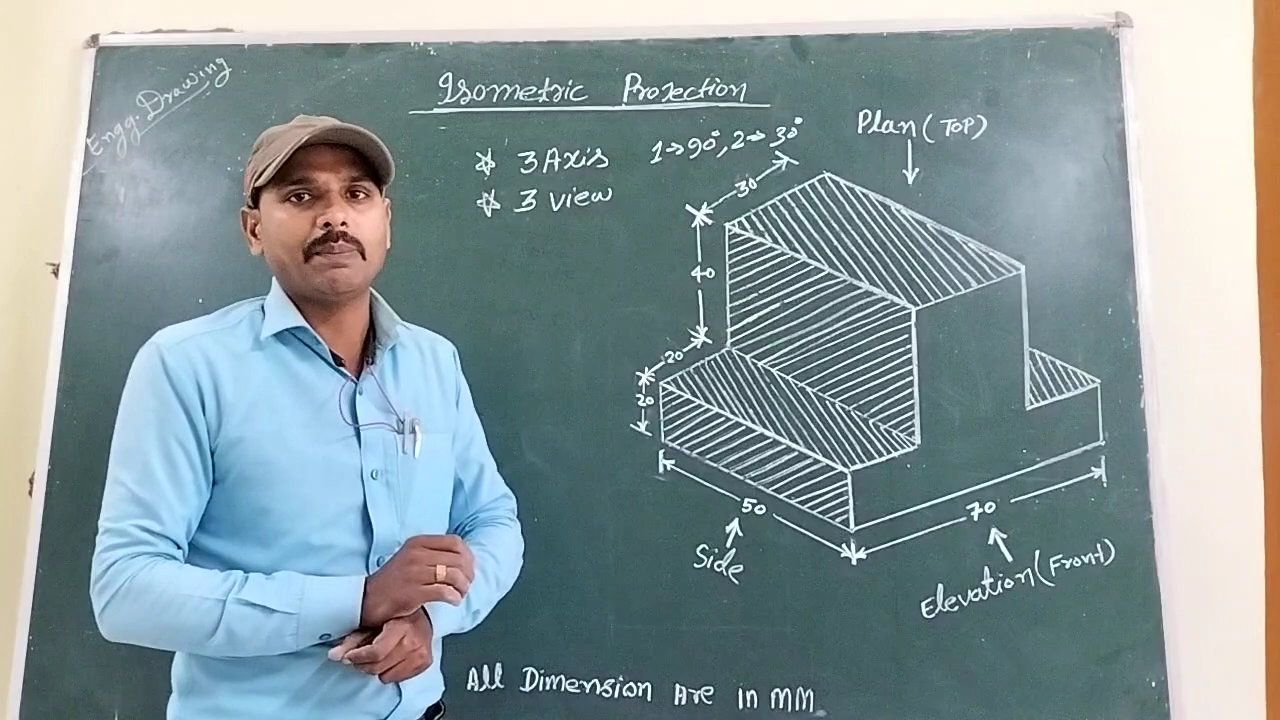 Engg. Drawing
Isometric Projection
* 3 Axis
* 3 view
1→90°, 2→30°
Plan (TOP)
30
40
20
20
50
70
Side
Elevation (Front)
All Dimension Are in MM